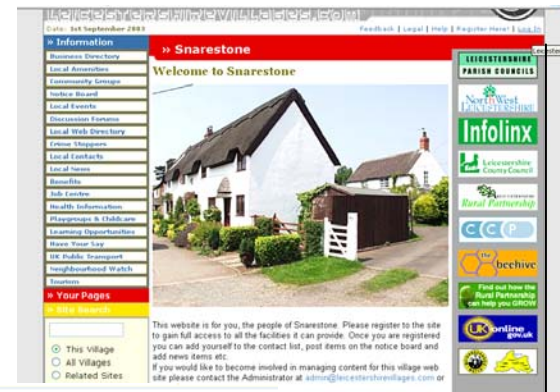 LEICESTERSHIREVILLAGES.COM
Date: 1st September 2003
Feedback | Legal | Help | Register Here! | Log In
» Information
Business Directory
Local Amenities
Community Groups
Notice Board
Local Events
Discussion Forums
Local Web Directory
Crime Stoppers
Local Contacts
Local News
Benefits
Job Centre
Health Information
Playgroups & Childcare
Learning Opportunities
Have Your Say
UK Public Transport
Neighbourhood Watch
Tourism
» Your Pages
» Site Search
This Village
All Villages
Related Sites
» Snarestone
Welcome to Snarestone
This website is for you, the people of Snarestone. Please register to the site
to gain full access to all the facilities it can provide. Once you are registered
you can add yourself to the contact list, post items on the notice board and
add news items etc.
If you would like to become involved in managing content for this village web
site please contact the Administrator at admin@leicestershirevillages.com or
LEICESTERSHIRE
PARISH COUNCILS
North West
LEICESTERSHIRE
Infolinx
Leicestershire
County Council
Rural Partnership
CCP
the
beehive
Find out how the
Rural Partnership
can help you GROW
UK online
gov.uk